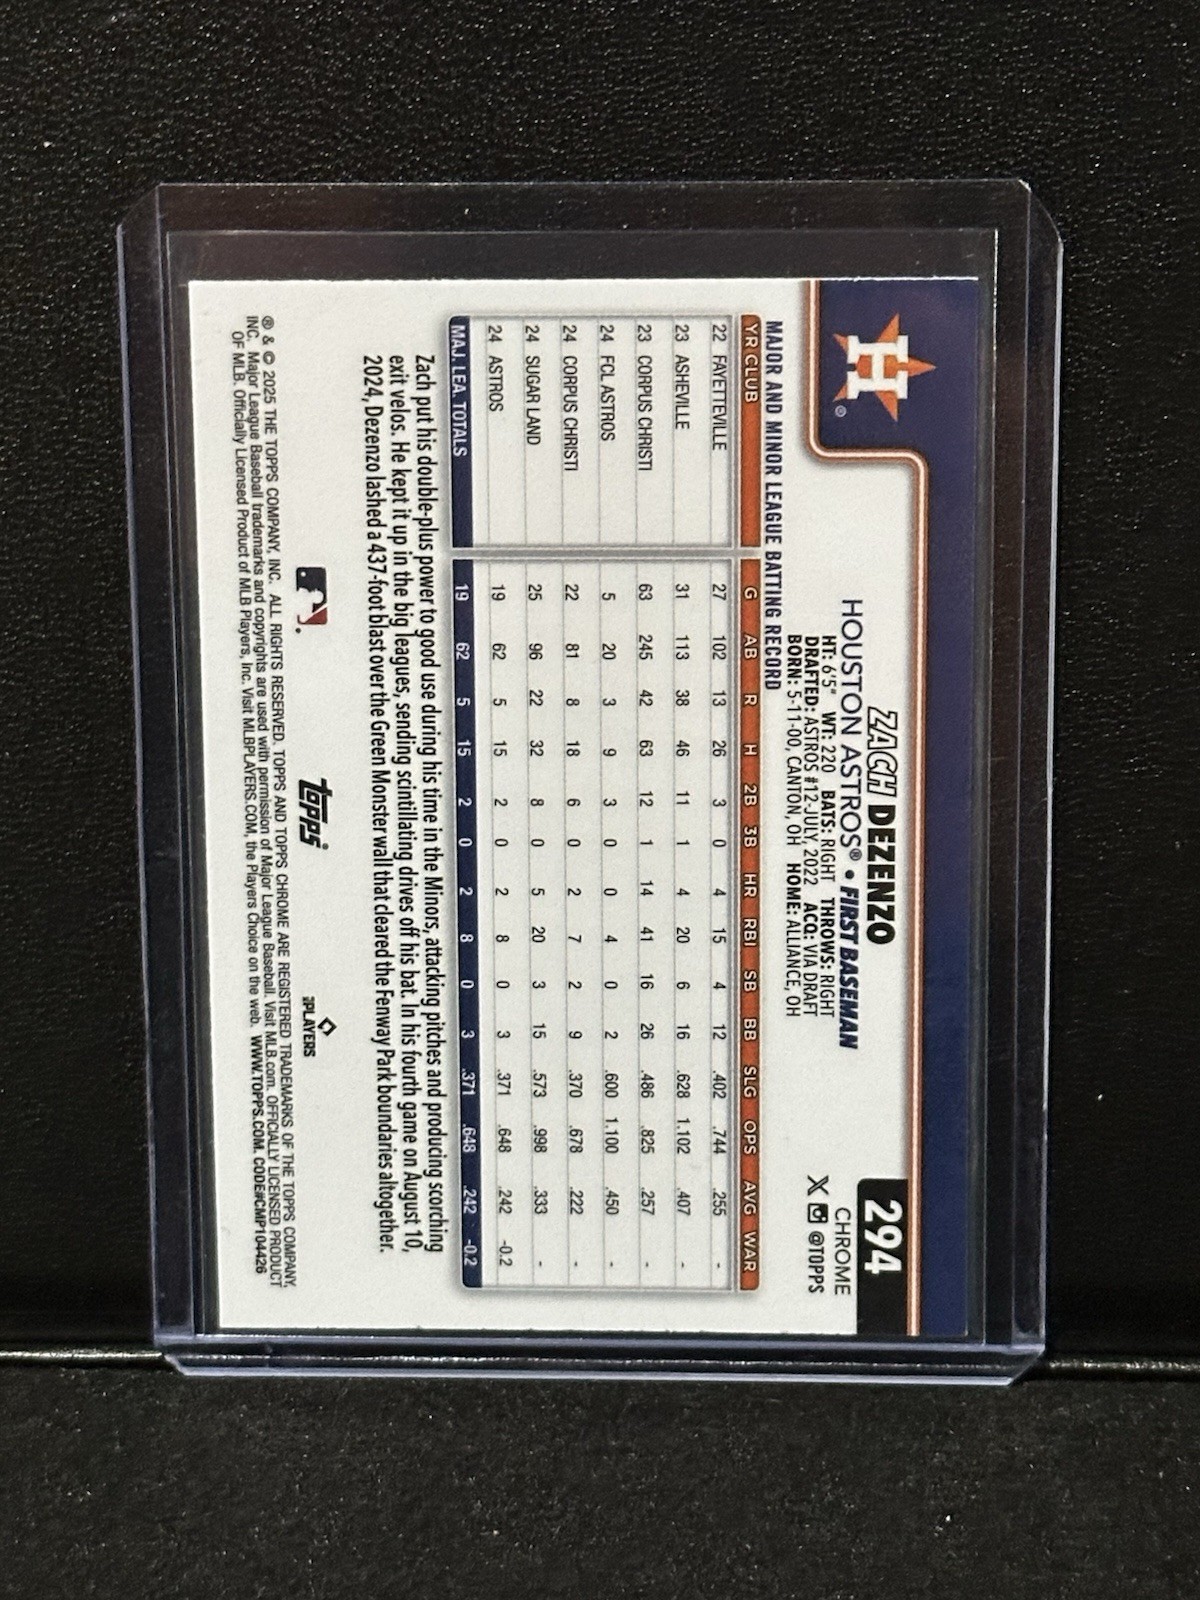 H®
294
CHROME
X @TOPPS
ZACH DEZENZO
HOUSTON ASTROS® • FIRST BASEMAN
HT: 6'5" WT: 220 BATS: RIGHT THROWS: RIGHT
DRAFTED: ASTROS #12-JULY, 2022 ACQ: VIA DRAFT
BORN: 5-11-00, CANTON, OH HOME: ALLIANCE, OH
MAJOR AND MINOR LEAGUE BATTING RECORD
YR CLUB G AB R H 2B 3B HR RBI SB BB SLG OPS AVG WAR
22 FAYETTEVILLE 27 102 13 26 3 0 4 15 4 12 .402 .744 .255 -
23 ASHEVILLE 31 113 38 46 11 1 4 20 6 16 .628 1.102 .407 -
23 CORPUS CHRISTI 63 245 42 63 12 1 14 41 16 26 .486 .825 .257 -
24 FCL ASTROS 5 20 3 9 3 0 0 4 0 2 .600 1.100 .450 -
24 CORPUS CHRISTI 22 81 8 18 6 0 2 7 2 9 .370 .678 .222 -
24 SUGAR LAND 25 96 22 32 8 0 5 20 3 15 .573 .998 .333 -
24 ASTROS 19 62 5 15 2 0 2 8 0 3 .371 .648 .242 -0.2
MAJ. LEA. TOTALS 19 62 5 15 2 0 2 8 0 3 .371 .648 .242 -0.2
Zach put his double-plus power to good use during his time in the Minors, attacking pitches and producing scorching
exit velos. He kept it up in the big leagues, sending scintillating drives off his bat. In his fourth game on August 10,
2024, Dezenzo lashed a 437-foot blast over the Green Monster wall that cleared the Fenway Park boundaries altogether.
topps
PLAYERS
® & © 2025 THE TOPPS COMPANY, INC. ALL RIGHTS RESERVED. TOPPS AND TOPPS CHROME ARE REGISTERED TRADEMARKS OF THE TOPPS COMPANY,
INC. Major League Baseball trademarks and copyrights are used with permission of Major League Baseball. Visit MLB.com. OFFICIALLY LICENSED PRODUCT
OF MLB. Officially Licensed Product of MLB Players, Inc. Visit MLBPLAYERS.COM, the Players Choice on the web. WWW.TOPPS.COM. CODE#CMP104426